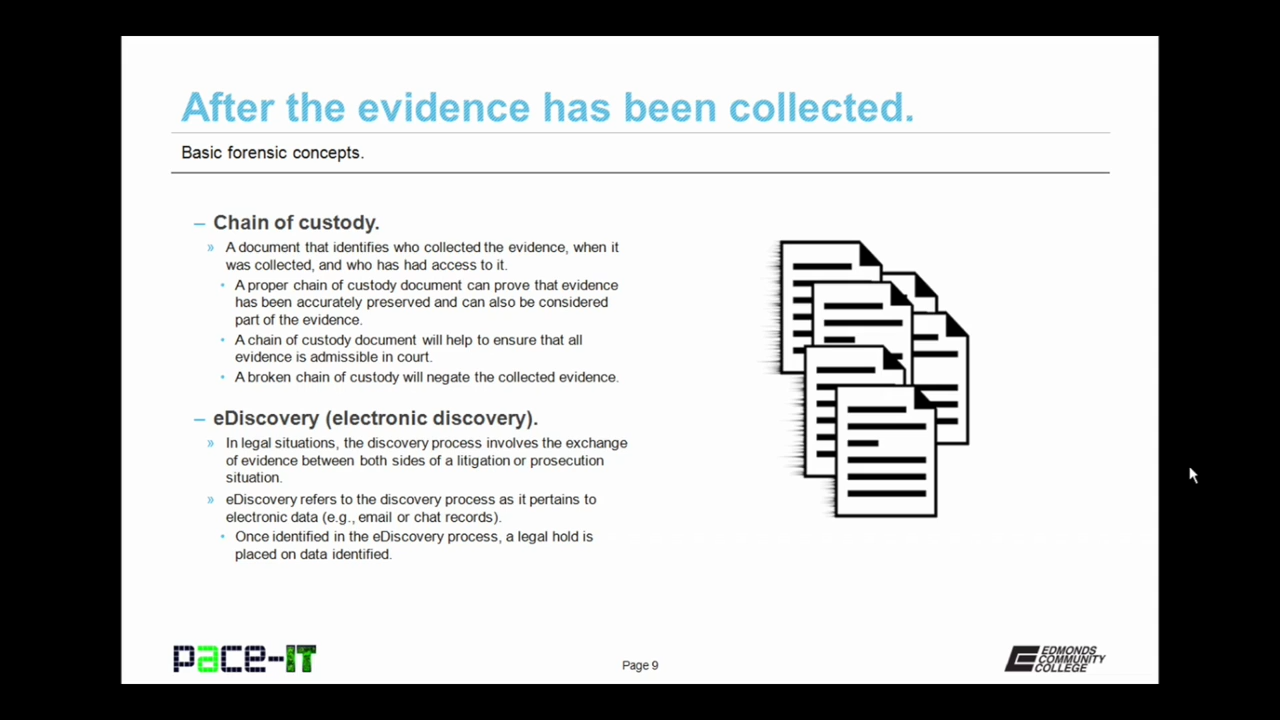 After the evidence has been collected.
Basic forensic concepts.
– Chain of custody.
» A document that identifies who collected the evidence, when it
was collected, and who has had access to it.
• A proper chain of custody document can prove that evidence
has been accurately preserved and can also be considered
part of the evidence.
• A chain of custody document will help to ensure that all
evidence is admissible in court.
• A broken chain of custody will negate the collected evidence.
– eDiscovery (electronic discovery).
» In legal situations, the discovery process involves the exchange
of evidence between both sides of a litigation or prosecution
situation.
» eDiscovery refers to the discovery process as it pertains to
electronic data (e.g., email or chat records).
• Once identified in the eDiscovery process, a legal hold is
placed on data identified.
pace-IT
Page 9
EDMONDS
COMMUNITY
COLLEGE